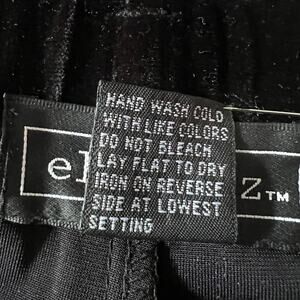 HAND WASH COLD
WITH LIKE COLORS
DO NOT BLEACH
LAY FLAT TO DRY
IRON ON REVERSE
SIDE AT LOWEST
SETTING